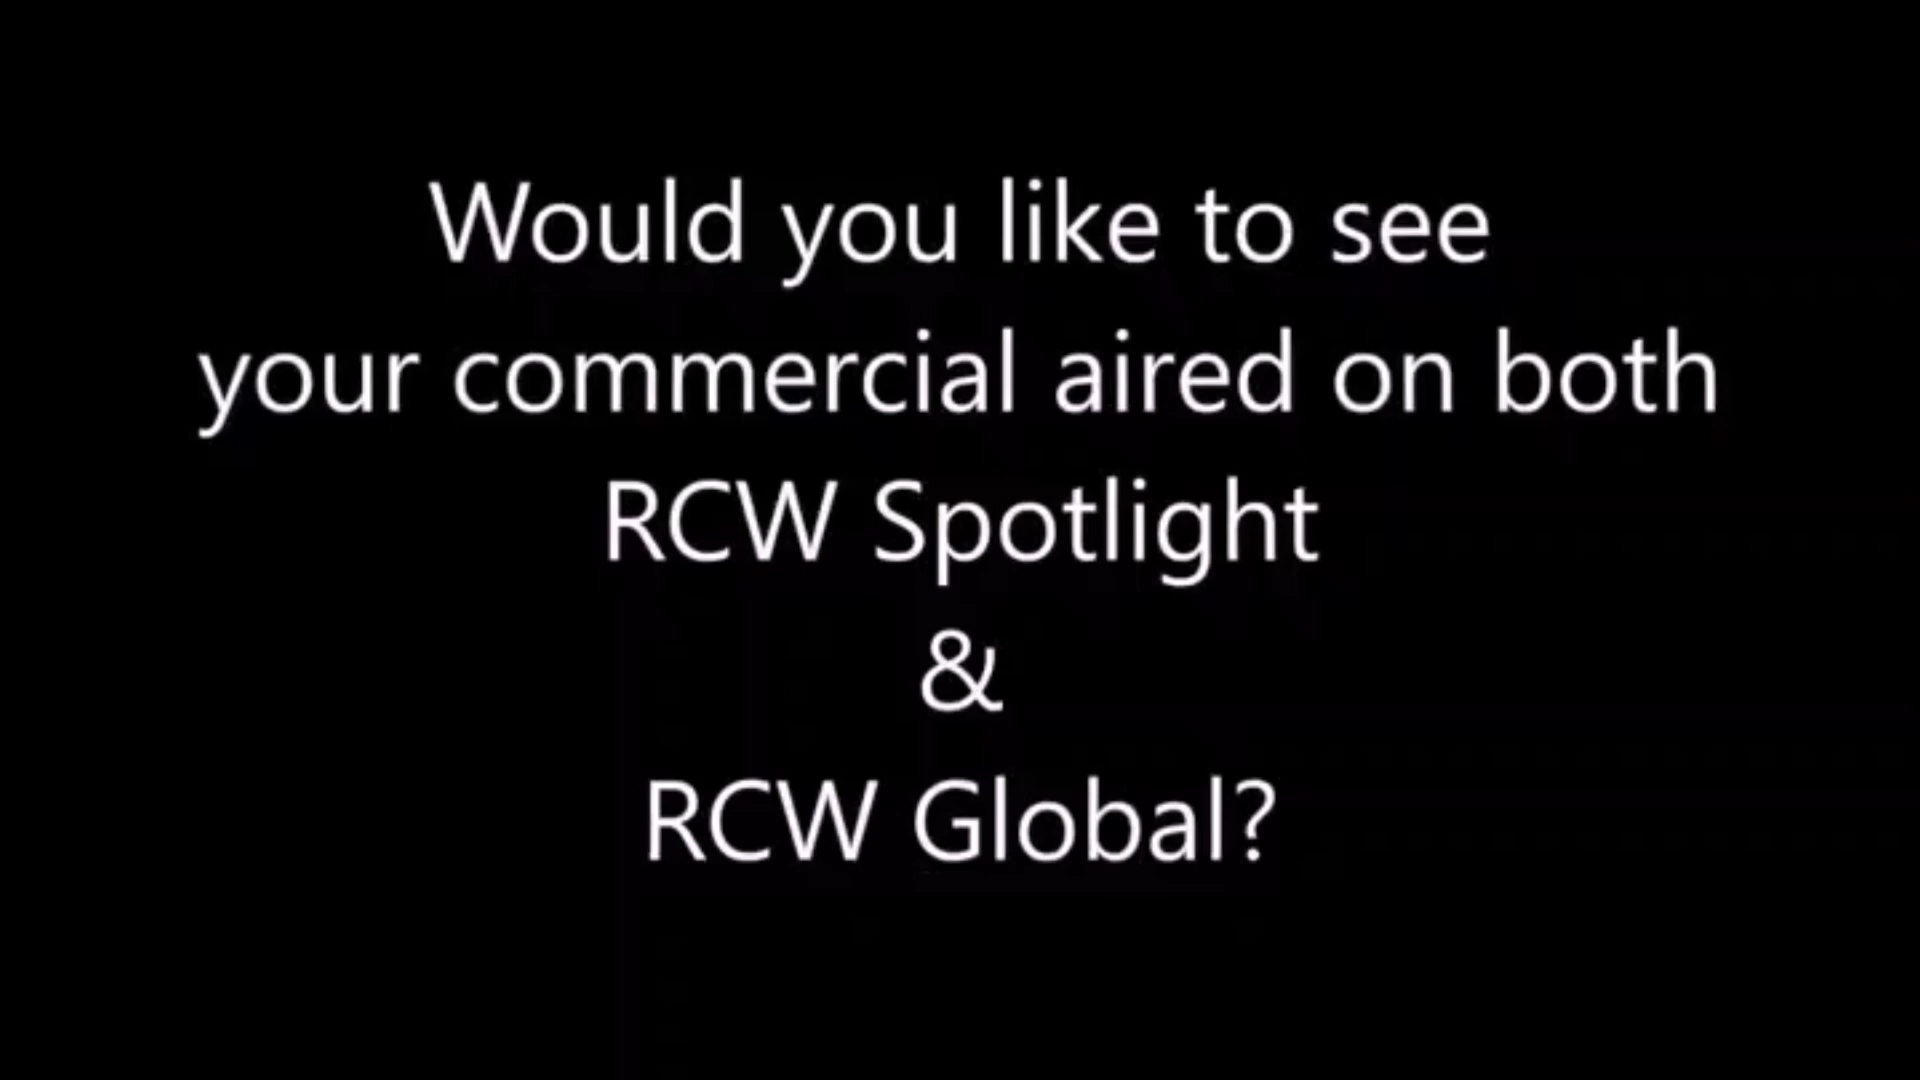 Would you like to see
your commercial aired on both
RCW Spotlight
&
RCW Global?